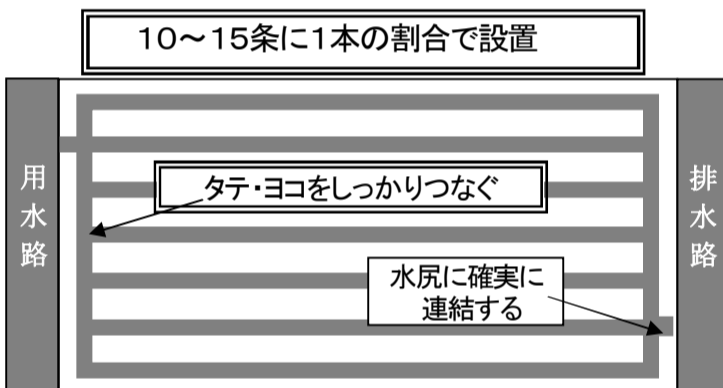 10～15条に1本の割合で設置
用水路
タテ・ヨコをしっかりつなぐ
排水路
水尻に確実に
連結する